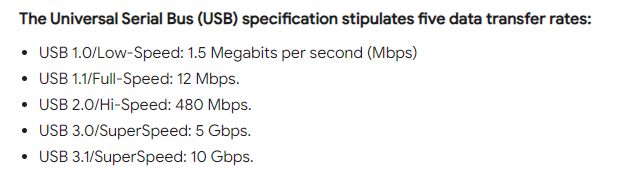 The Universal Serial Bus (USB) specification stipulates five data transfer rates:
• USB 1.0/Low-Speed: 1.5 Megabits per second (Mbps)
• USB 1.1/Full-Speed: 12 Mbps.
• USB 2.0/Hi-Speed: 480 Mbps.
• USB 3.0/SuperSpeed: 5 Gbps.
• USB 3.1/SuperSpeed: 10 Gbps.